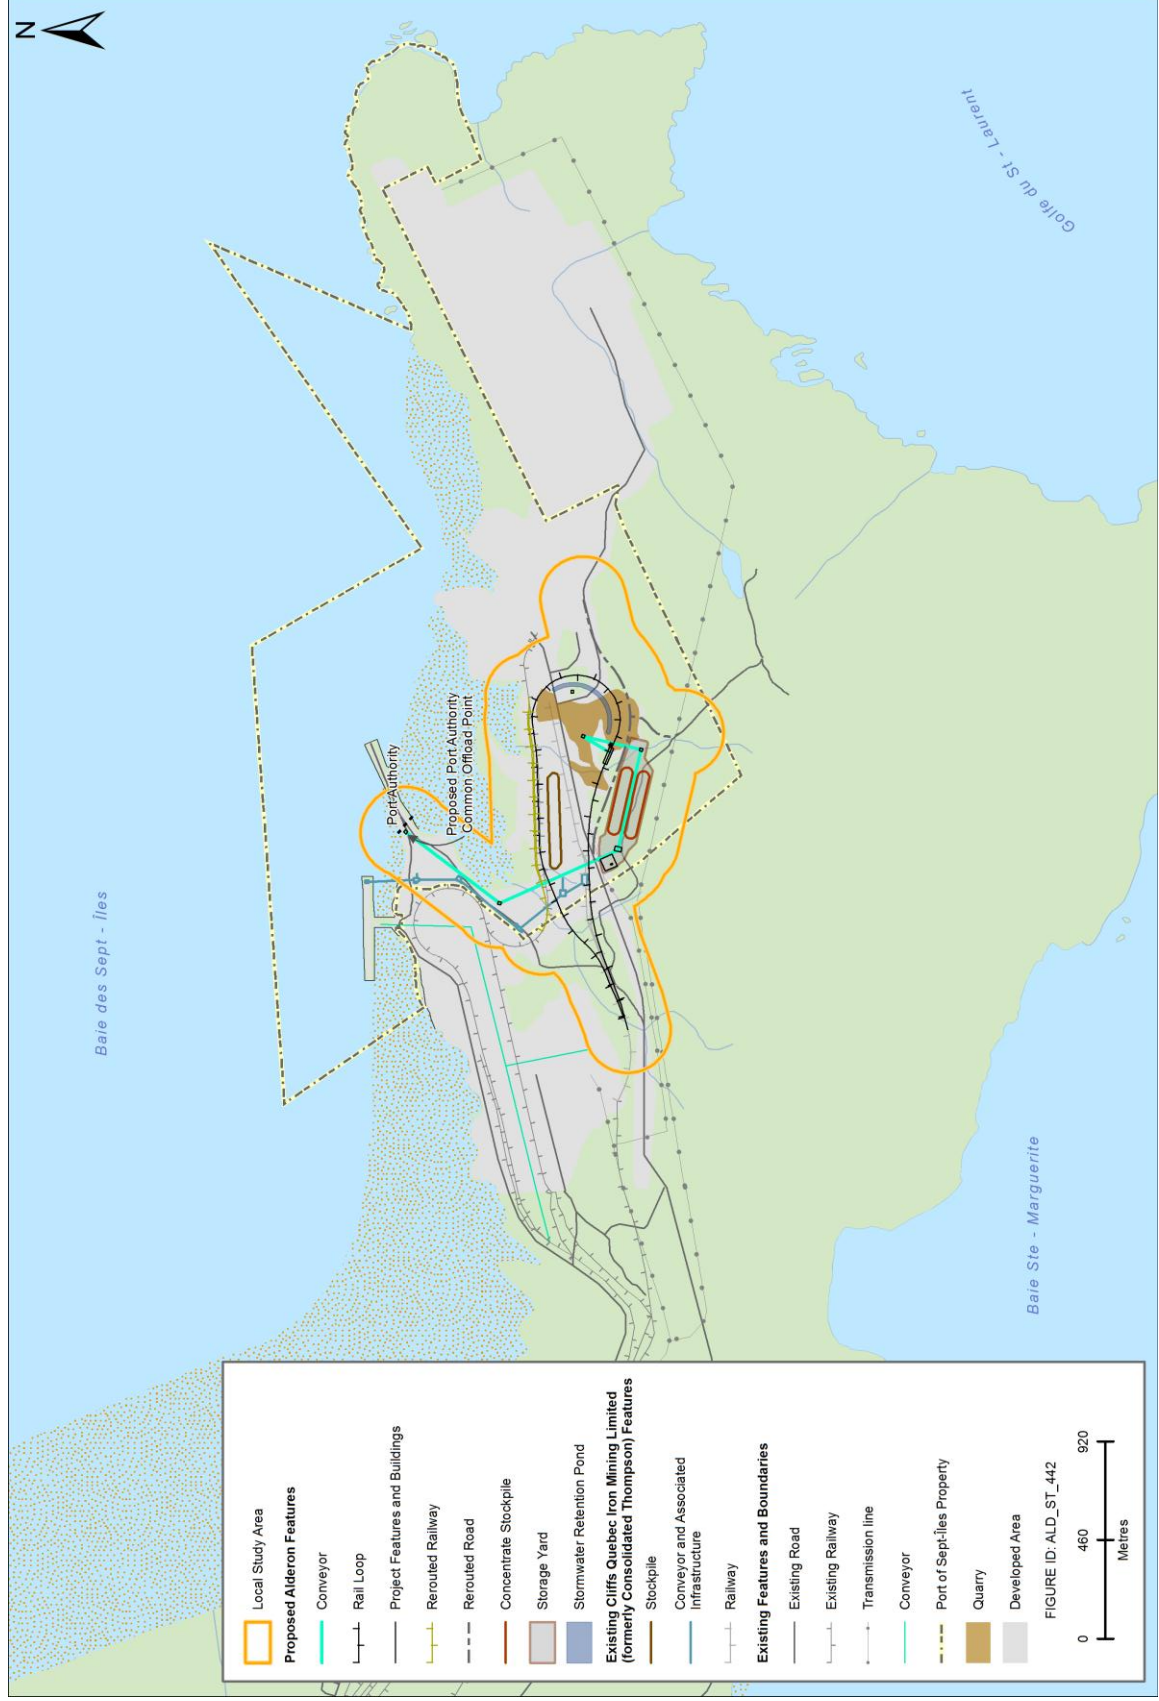 N
Baie des Sept - Îles
Golfe du St - Laurent
Port Authority
Proposed Port Authority
Common Offload Point
Baie Ste - Marguerite
Local Study Area
Proposed Alderon Features
Conveyor
Rail Loop
Project Features and Buildings
Rerouted Railway
Rerouted Road
Concentrate Stockpile
Storage Yard
Stormwater Retention Pond
Existing Cliffs Quebec Iron Mining Limited
(formerly Consolidated Thompson) Features
Stockpile
Conveyor and Associated
Infrastructure
Railway
Existing Features and Boundaries
Existing Road
Existing Railway
Transmission line
Conveyor
Port of Sept-Îles Property
Quarry
Developed Area
FIGURE ID: ALD_ST_442
0 460 920
Metres